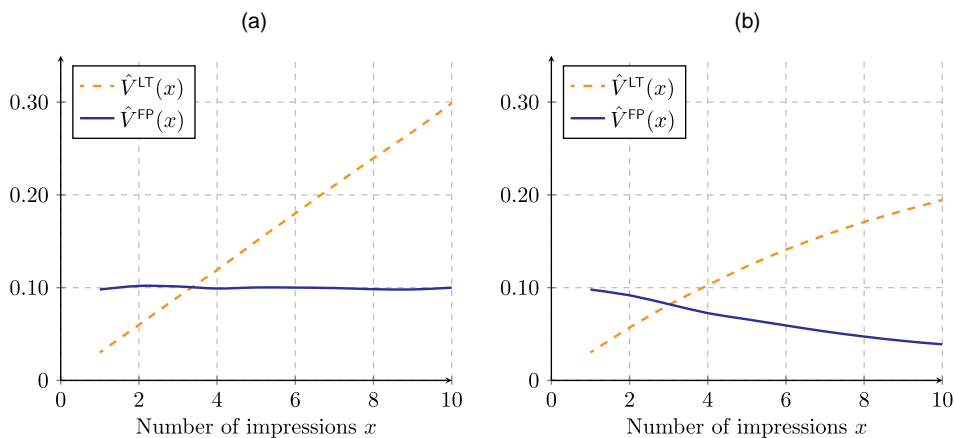 (a)
V̂^LT(x)
V̂^FP(x)
0.30
0.20
0.10
0
0 2 4 6 8 10
Number of impressions x
(b)
V̂^LT(x)
V̂^FP(x)
0.30
0.20
0.10
0
0 2 4 6 8 10
Number of impressions x